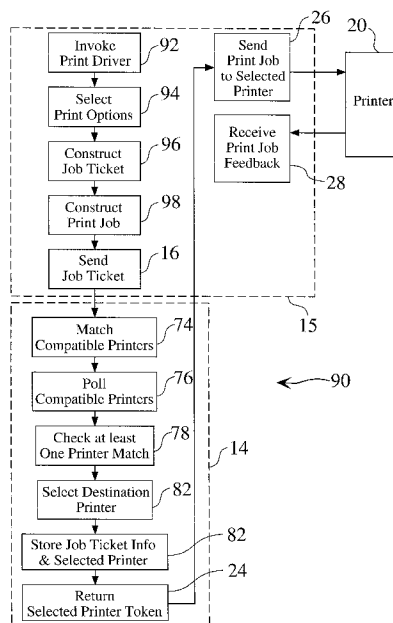 Invoke
Print Driver
92
Select
Print Options
94
Construct
Job Ticket
96
Construct
Print Job
98
Send
Job Ticket
16
26
Send
Print Job
to Selected
Printer
20
Printer
Receive
Print Job
Feedback
28
15
Match
Compatible Printers
74
Poll
Compatible Printers
76
Check at least
One Printer Match
78
Select Destination
Printer
82
Store Job Ticket Info
& Selected Printer
82
Return
Selected Printer Token
24
14
90